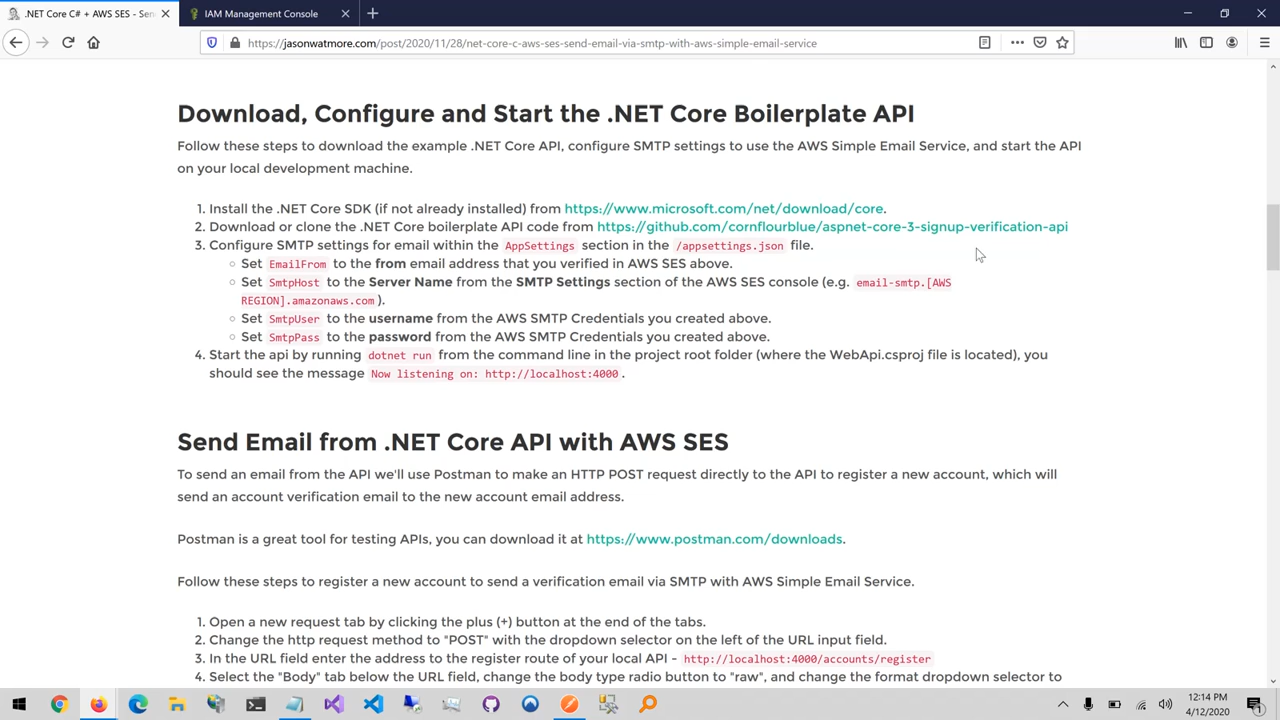 .NET Core C# + AWS SES - Sen
IAM Management Console
https://jasonwatmore.com/post/2020/11/28/net-core-c-aws-ses-send-email-via-smtp-with-aws-simple-email-service
Download, Configure and Start the .NET Core Boilerplate API
Follow these steps to download the example .NET Core API, configure SMTP settings to use the AWS Simple Email Service, and start the API
on your local development machine.
1. Install the .NET Core SDK (if not already installed) from https://www.microsoft.com/net/download/core.
2. Download or clone the .NET Core boilerplate API code from https://github.com/cornflourblue/aspnet-core-3-signup-verification-api
3. Configure SMTP settings for email within the AppSettings section in the /appsettings.json file.
Set EmailFrom to the from email address that you verified in AWS SES above.
Set SmtpHost to the Server Name from the SMTP Settings section of the AWS SES console (e.g. email-smtp.[AWS
REGION].amazonaws.com ).
Set SmtpUser to the username from the AWS SMTP Credentials you created above.
Set SmtpPass to the password from the AWS SMTP Credentials you created above.
4. Start the api by running dotnet run from the command line in the project root folder (where the WebApi.csproj file is located), you
should see the message Now listening on: http://localhost:4000 .
Send Email from .NET Core API with AWS SES
To send an email from the API we'll use Postman to make an HTTP POST request directly to the API to register a new account, which will
send an account verification email to the new account email address.
Postman is a great tool for testing APIs, you can download it at https://www.postman.com/downloads.
Follow these steps to register a new account to send a verification email via SMTP with AWS Simple Email Service.
1. Open a new request tab by clicking the plus (+) button at the end of the tabs.
2. Change the http request method to "POST" with the dropdown selector on the left of the URL input field.
3. In the URL field enter the address to the register route of your local API - http://localhost:4000/accounts/register
4. Select the "Body" tab below the URL field, change the body type radio button to "raw", and change the format dropdown selector to
12:14 PM
4/12/2020